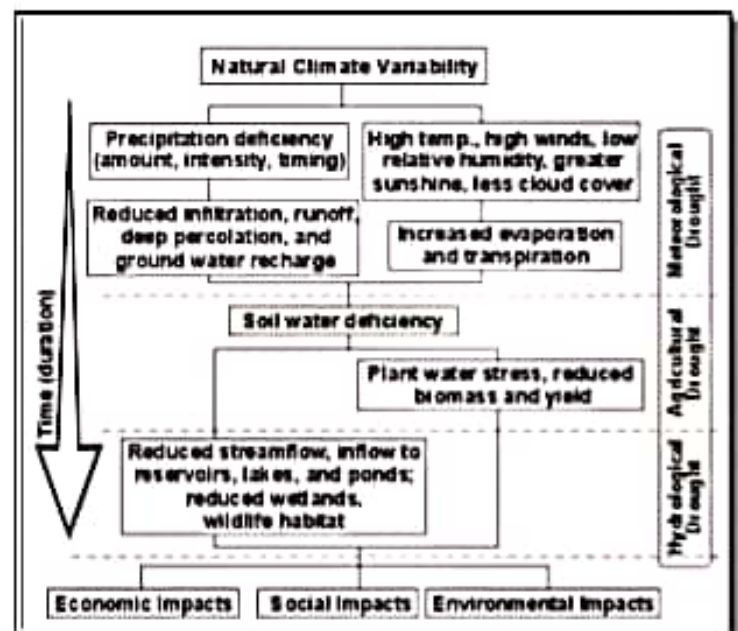 Natural Climate Variability
Precipitation deficiency
(amount, intensity, timing)
High temp., high winds, low
relative humidity, greater
sunshine, less cloud cover
Reduced infiltration, runoff,
deep percolation, and
ground water recharge
Increased evaporation
and transpiration
Meteorological
Drought
Soil water deficiency
Plant water stress, reduced
biomass and yield
Agricultural
Drought
Time (duration)
Reduced streamflow, inflow to
reservoirs, lakes, and ponds;
reduced wetlands,
wildlife habitat
Hydrological
Drought
Economic Impacts
Social Impacts
Environmental Impacts